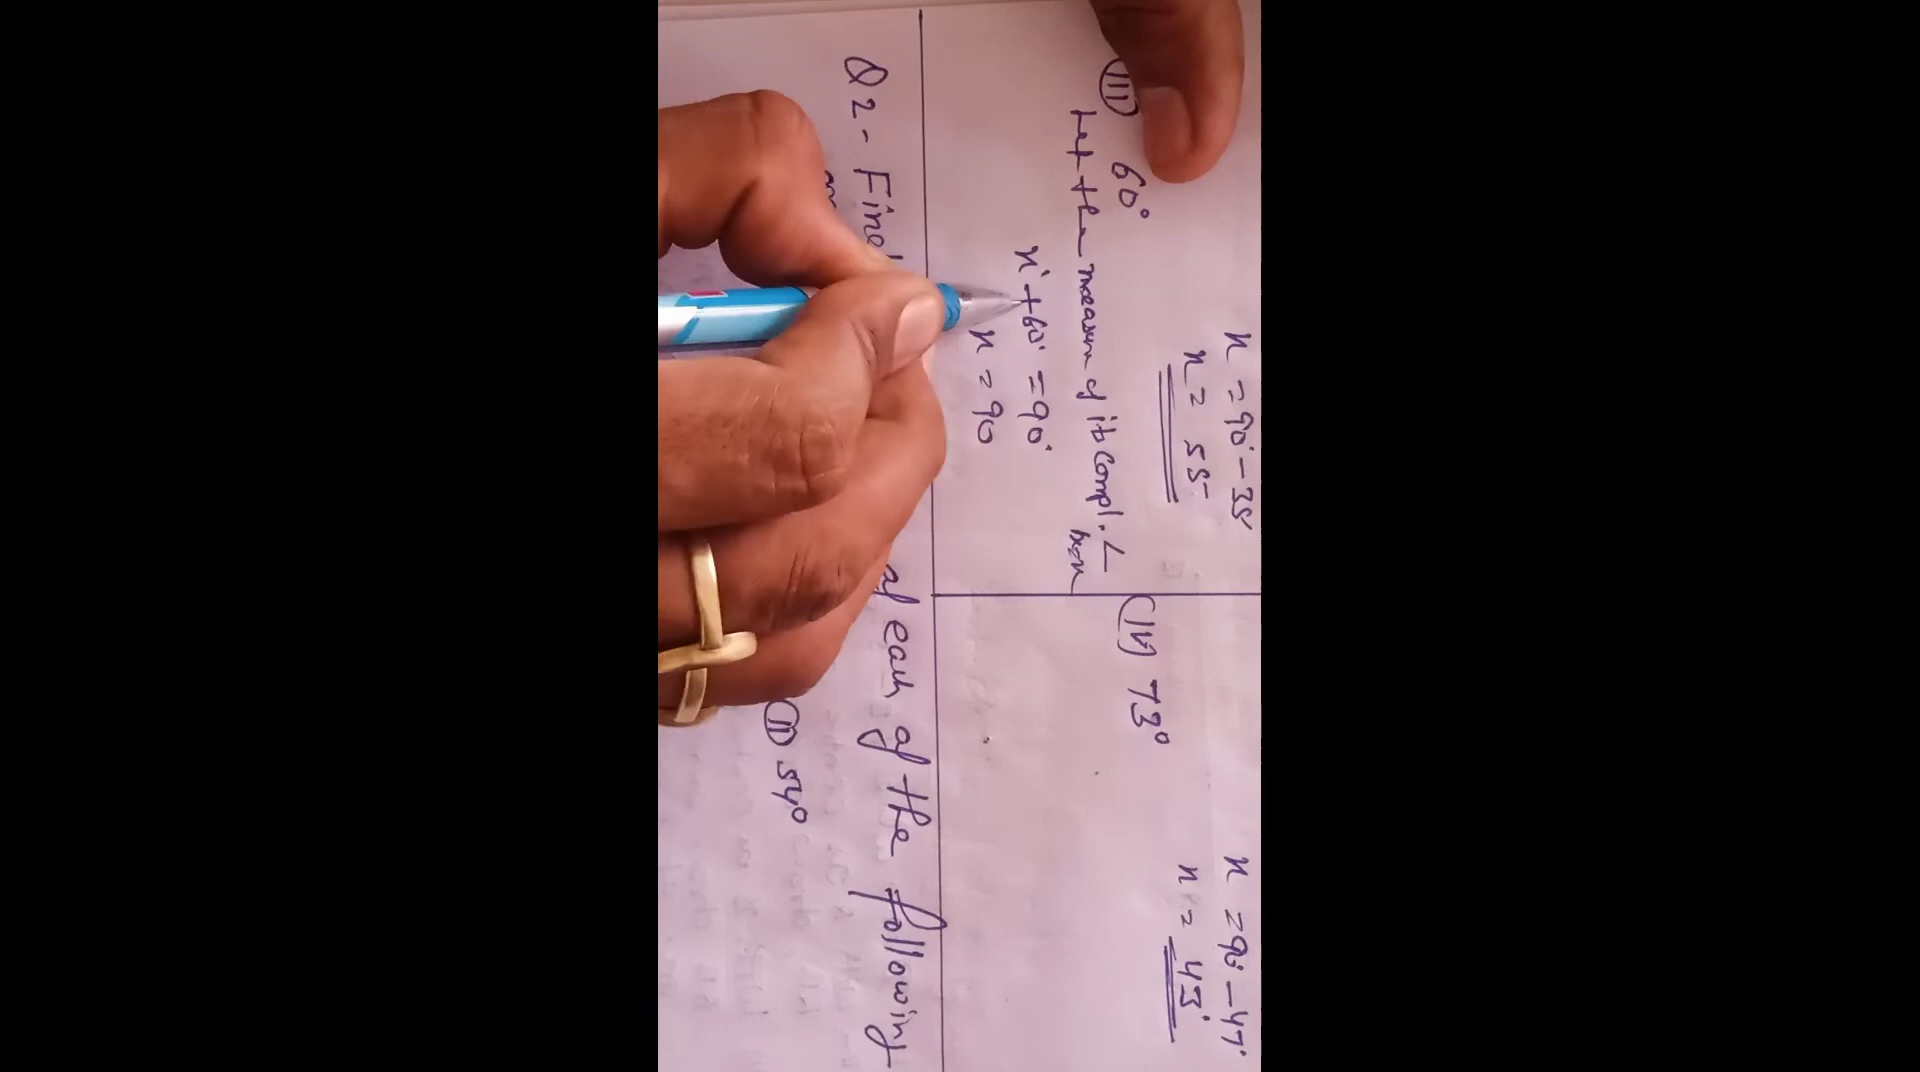 x = 90° - 35°
x = 55°
x = 90° - 47°
x = 43°
(III) 60°
Let the measure of its compl. ∠
be x
x° + 60° = 90°
x = 90
(IV) 73°
Q2 - Find
of each of the following
(II) 54°